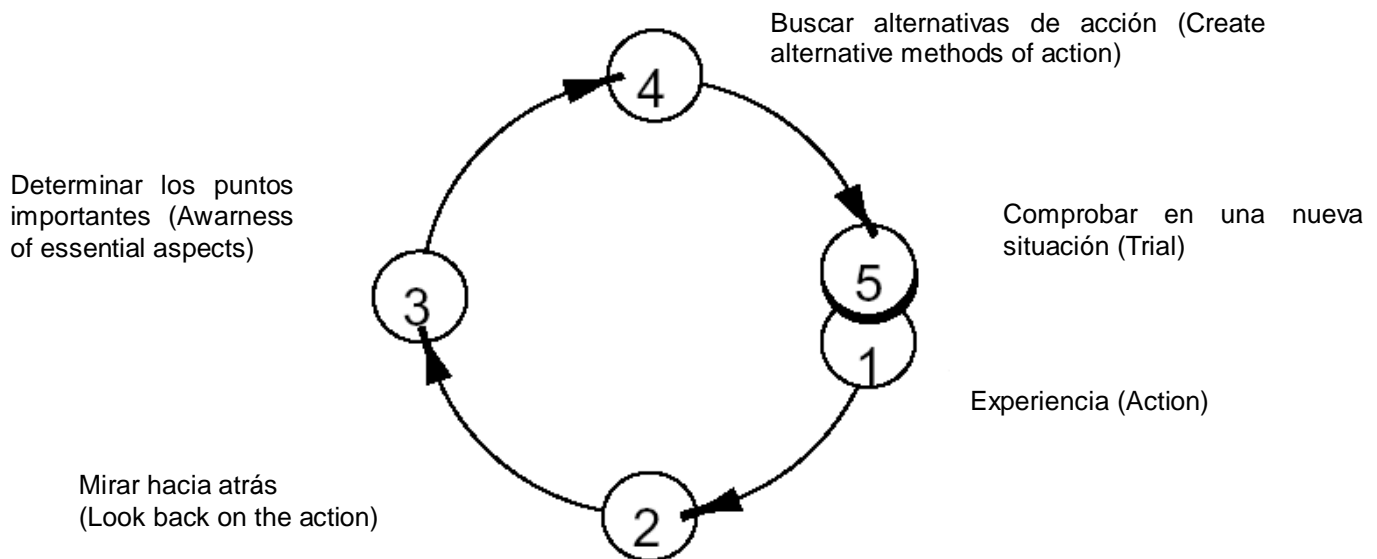 Buscar alternativas de acción (Create
alternative methods of action)
4
Determinar los puntos
importantes (Awarness
of essential aspects)
Comprobar en una nueva
situación (Trial)
5
3
1
Experiencia (Action)
Mirar hacia atrás
(Look back on the action)
2